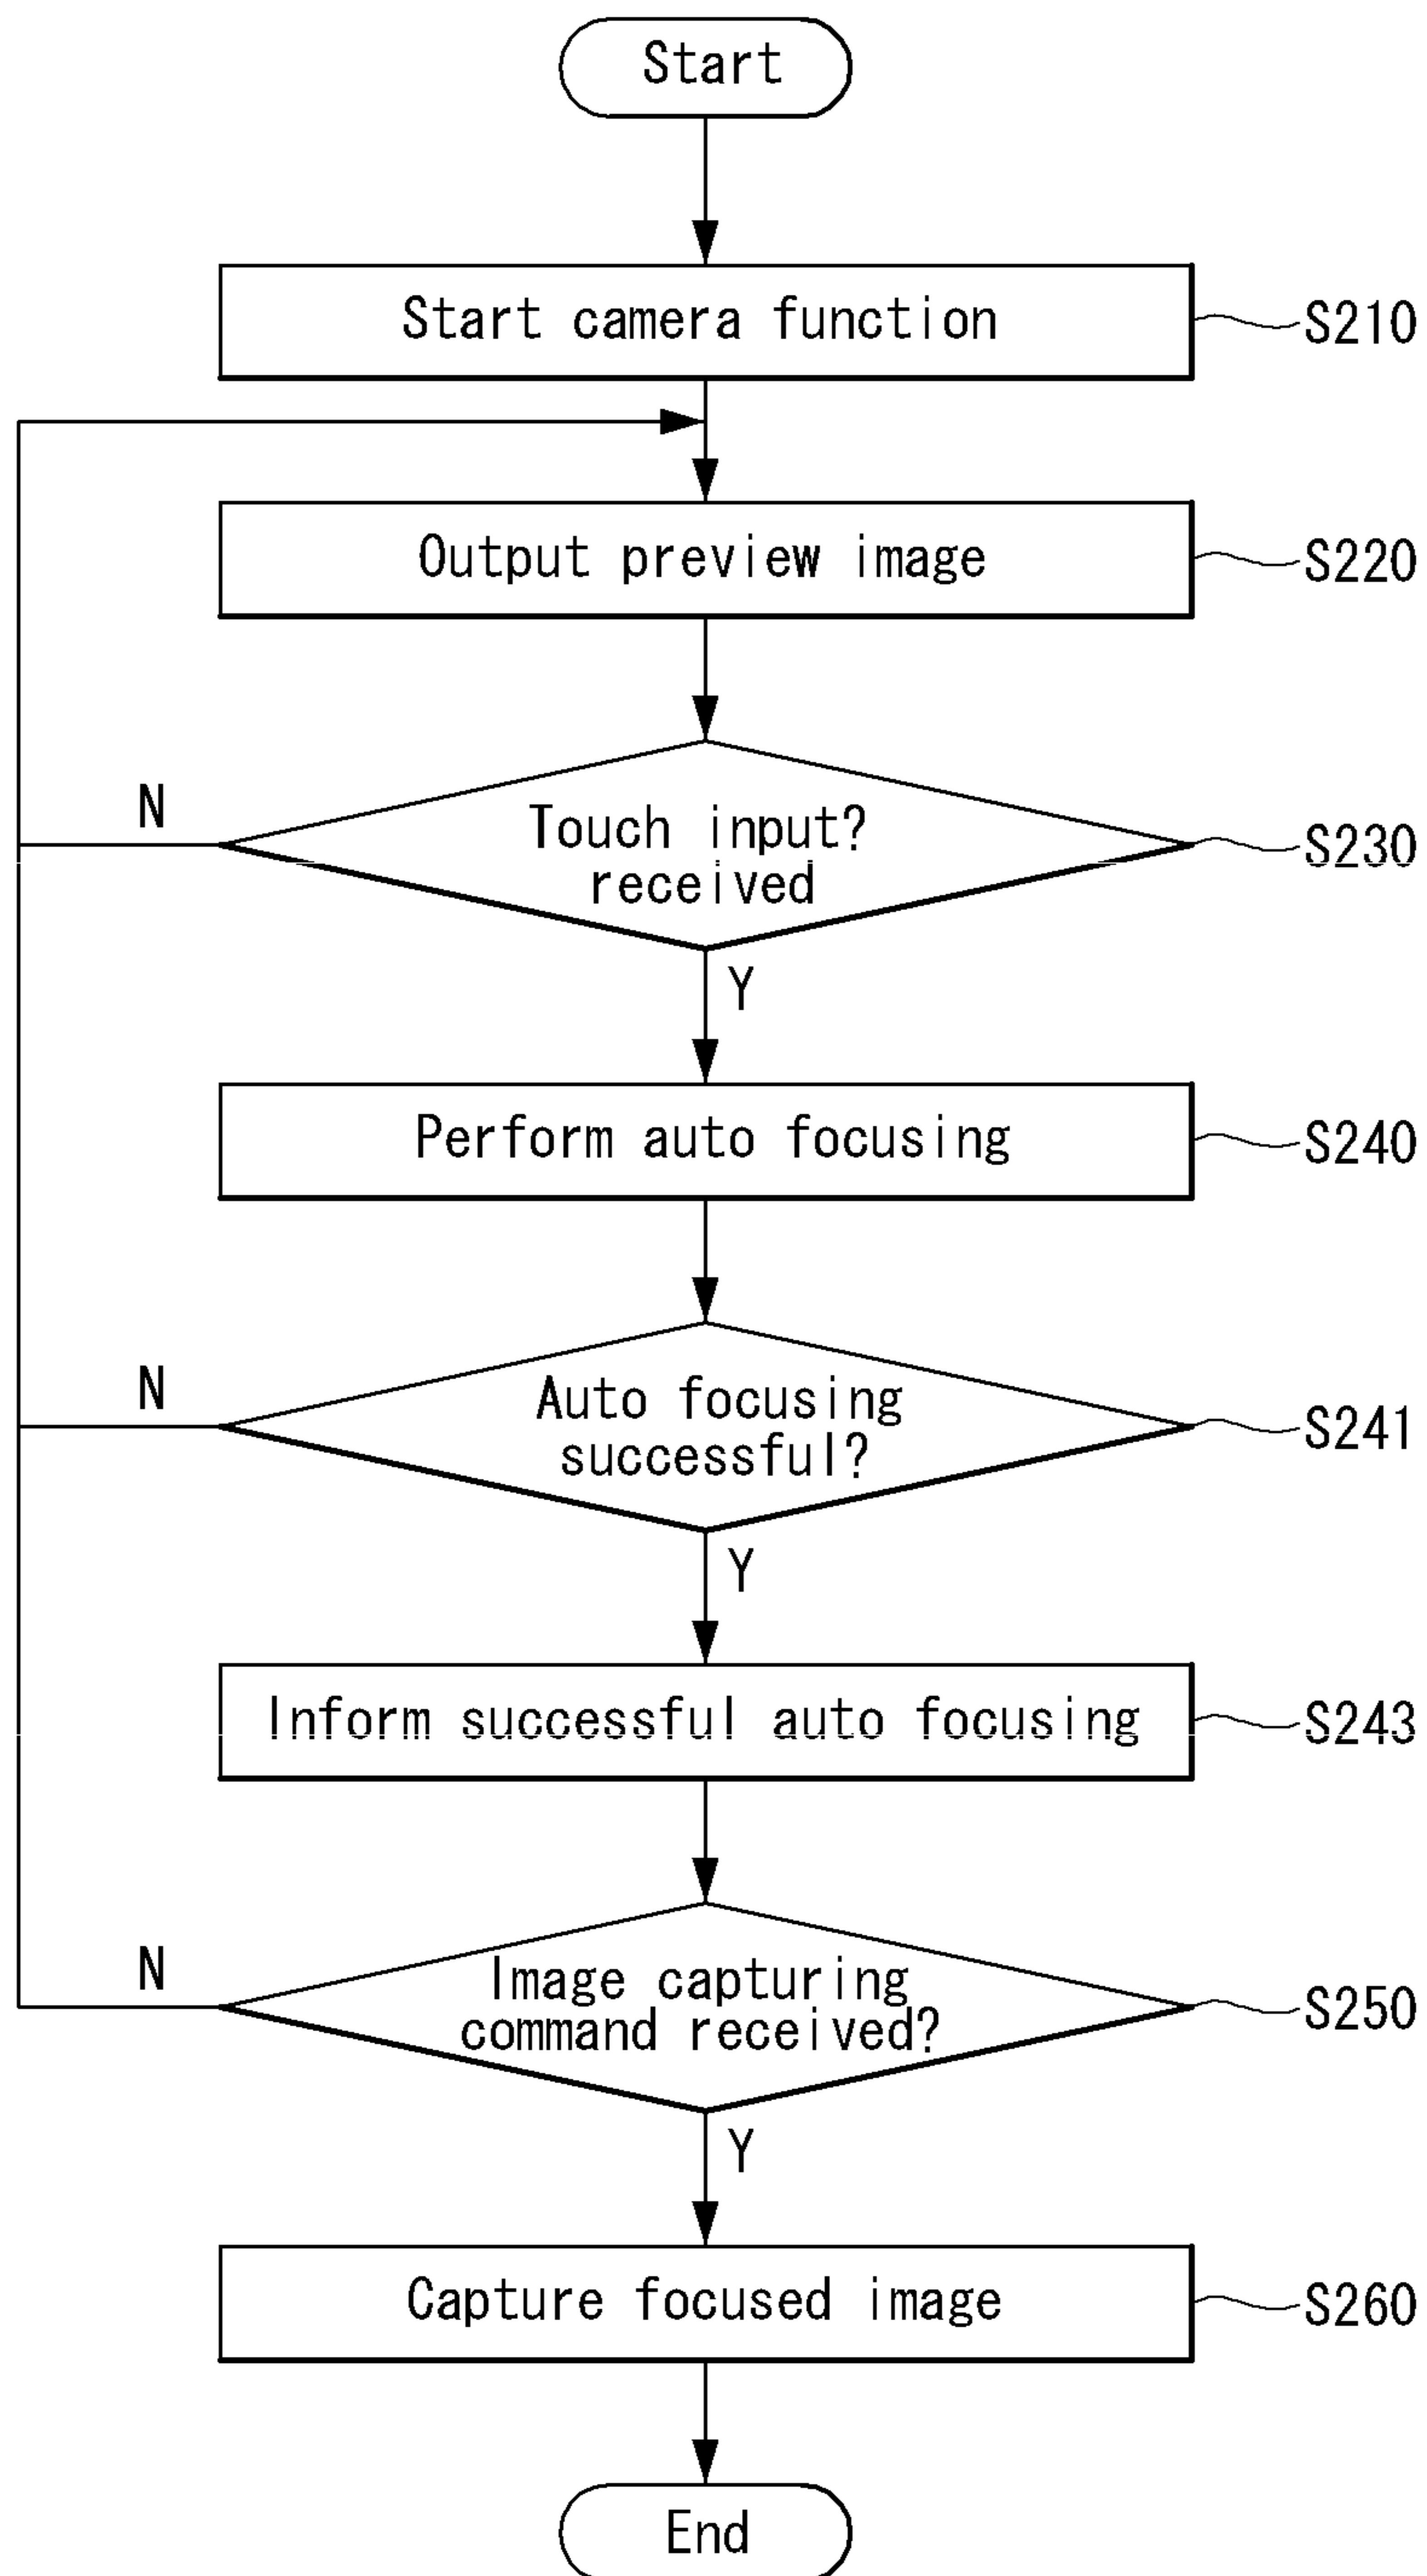 Start
Start camera function
S210
Output preview image
S220
N
Touch input?
received
S230
Y
Perform auto focusing
S240
N
Auto focusing
successful?
S241
Y
Inform successful auto focusing
S243
N
Image capturing
command received?
S250
Y
Capture focused image
S260
End